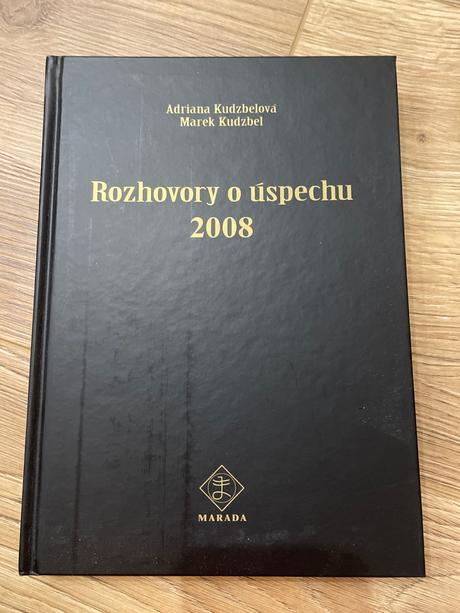 Adriana Kudzbelová
Marek Kudzbel
Rozhovory o úspechu
2008
MARADA